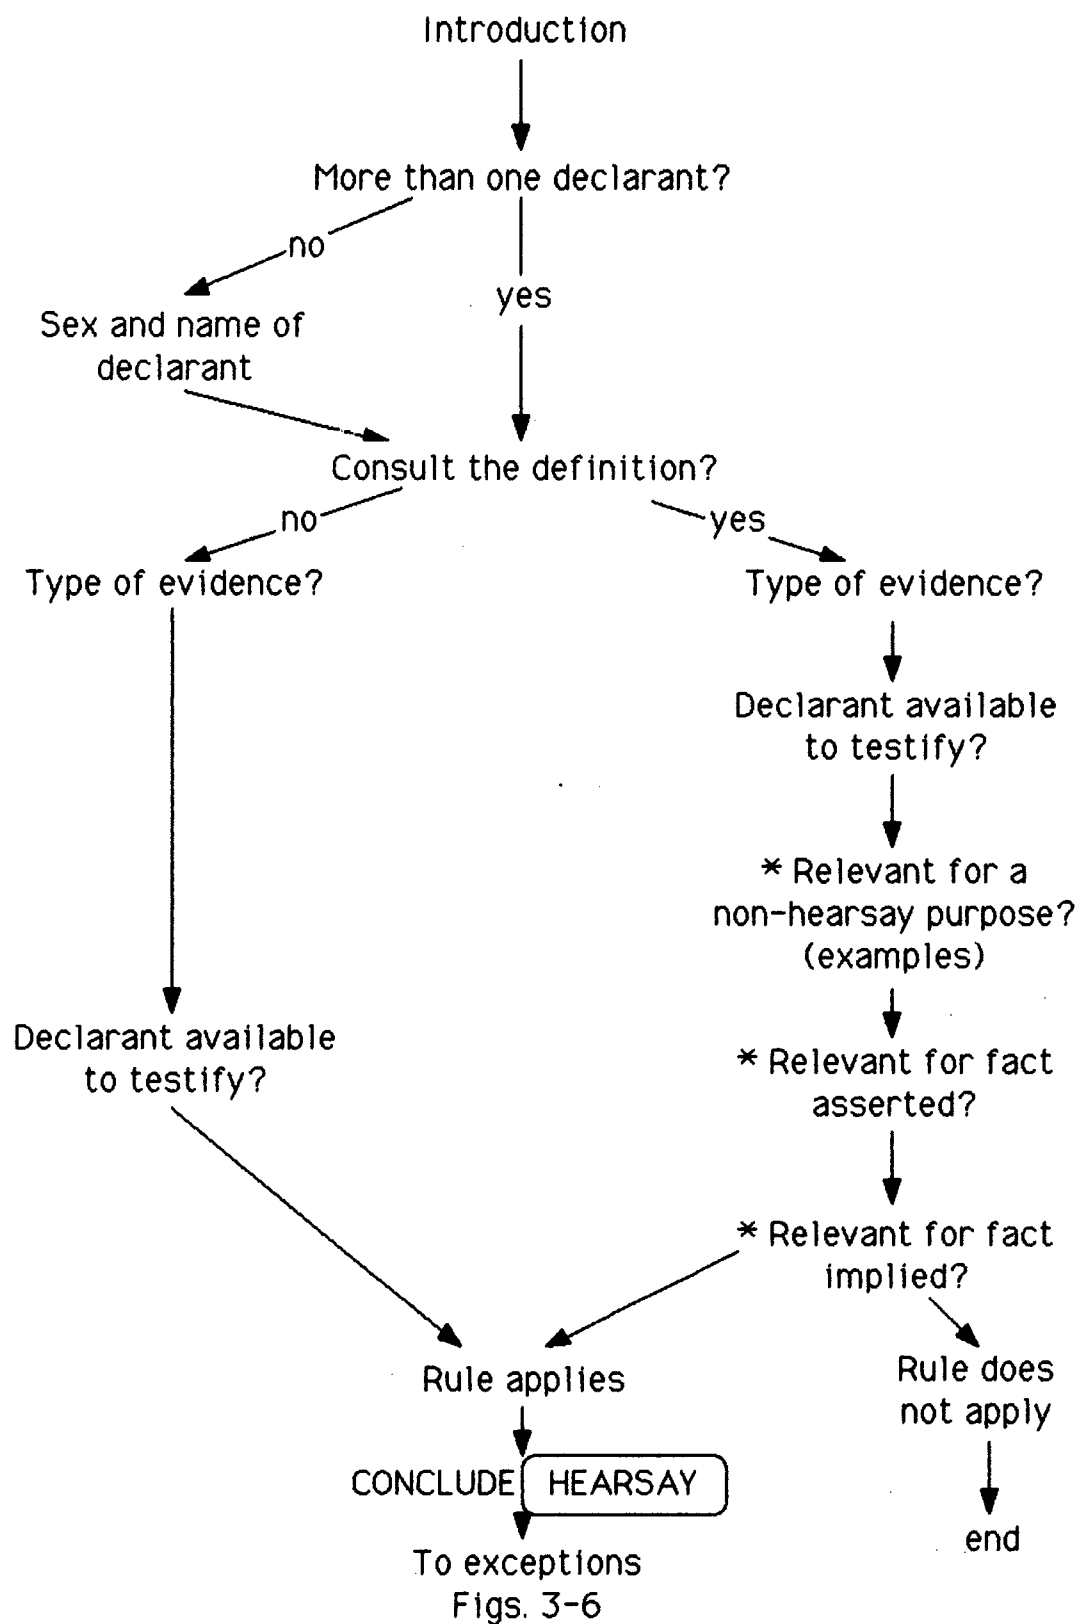 Introduction
More than one declarant?
no
yes
Sex and name of
declarant
Consult the definition?
no
yes
Type of evidence?
Type of evidence?
Declarant available
to testify?
* Relevant for a
non-hearsay purpose?
(examples)
Declarant available
to testify?
* Relevant for fact
asserted?
* Relevant for fact
implied?
Rule applies
Rule does
not apply
CONCLUDE HEARSAY
end
To exceptions
Figs. 3-6